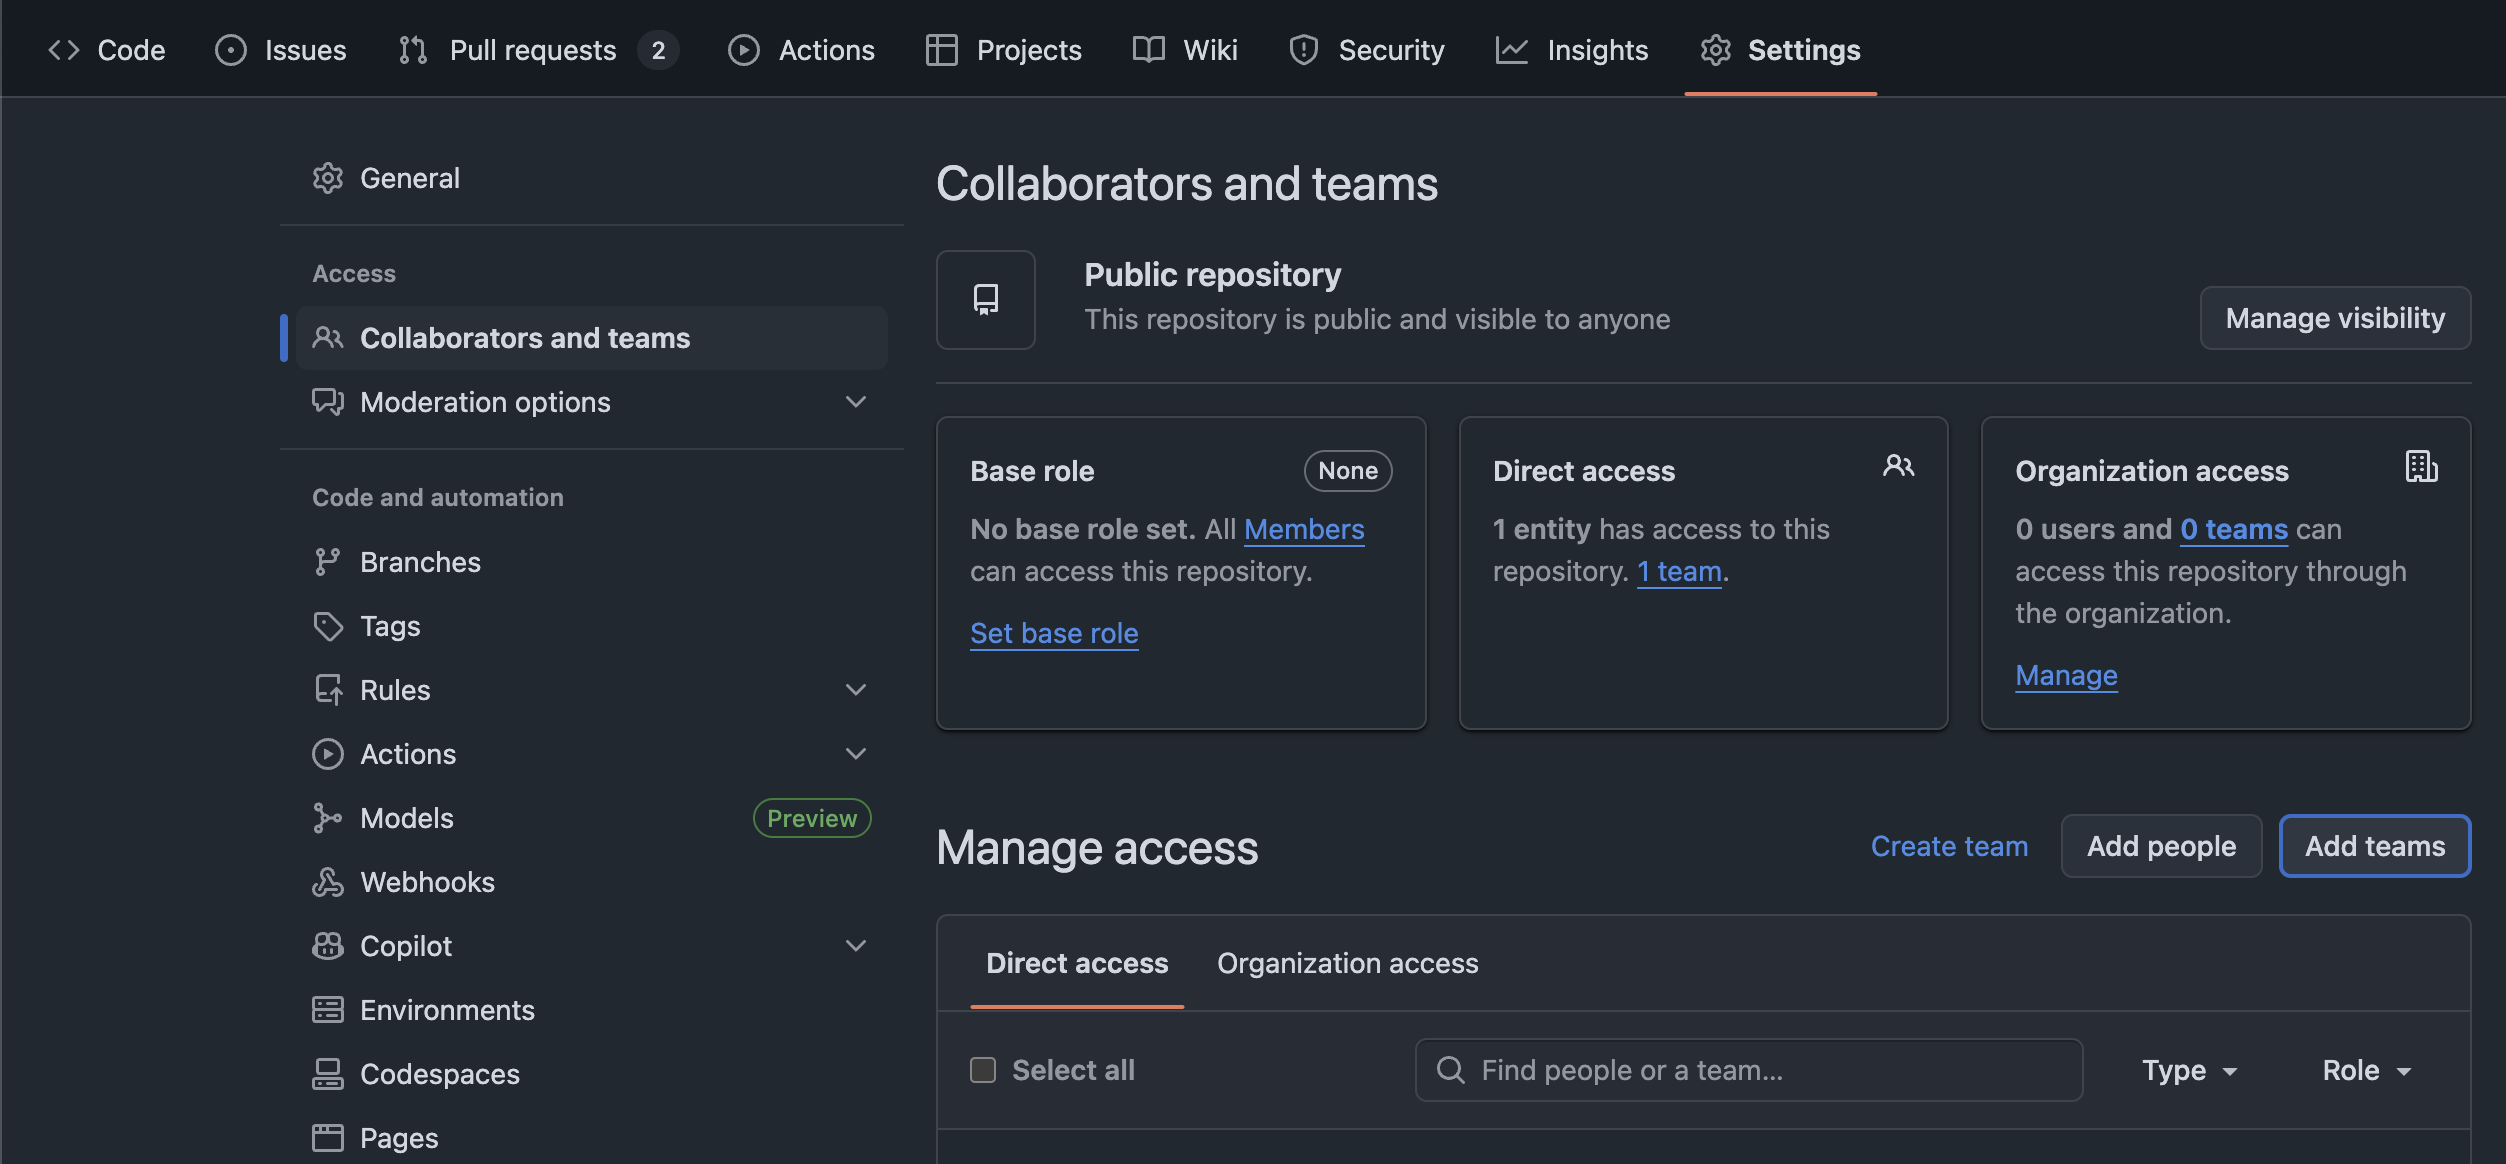 Code Issues Pull requests 2 Actions Projects Wiki Security Insights Settings
General
Access
Collaborators and teams
Moderation options
Code and automation
Branches
Tags
Rules
Actions
Models Preview
Webhooks
Copilot
Environments
Codespaces
Pages
Collaborators and teams
Public repository
This repository is public and visible to anyone
Manage visibility
Base role None
No base role set. All Members
can access this repository.
Set base role
Direct access
1 entity has access to this
repository. 1 team.
Organization access
0 users and 0 teams can
access this repository through
the organization.
Manage
Manage access
Create team Add people Add teams
Direct access Organization access
Select all Find people or a team... Type Role